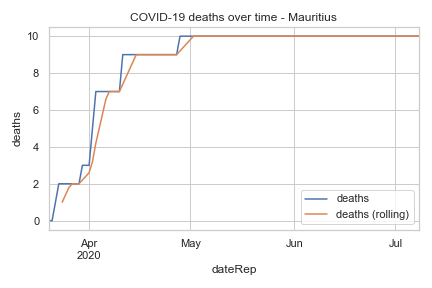 COVID-19 deaths over time - Mauritius
10
8
6
4
2
0
deaths
deaths
deaths (rolling)
Apr
2020
May
Jun
Jul
dateRep